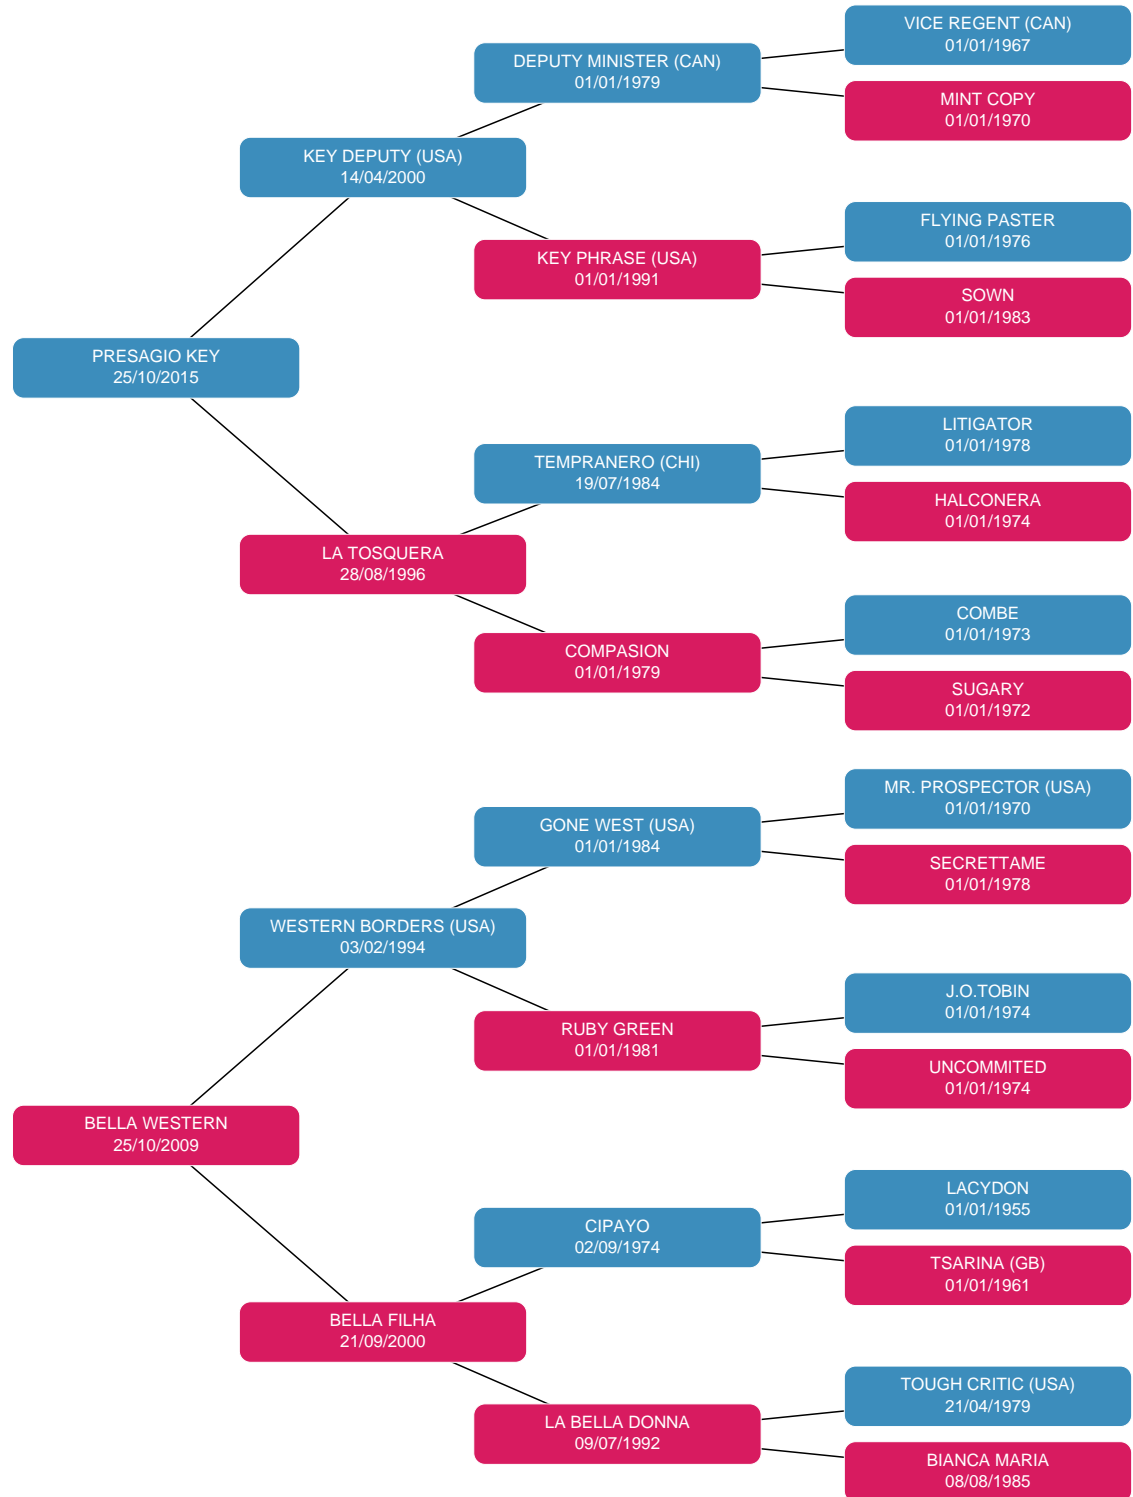 VICE REGENT (CAN)
01/01/1967
DEPUTY MINISTER (CAN)
01/01/1979
MINT COPY
01/01/1970
KEY DEPUTY (USA)
14/04/2000
FLYING PASTER
01/01/1976
KEY PHRASE (USA)
01/01/1991
SOWN
01/01/1983
PRESAGIO KEY
25/10/2015
LITIGATOR
01/01/1978
TEMPRANERO (CHI)
19/07/1984
HALCONERA
01/01/1974
LA TOSQUERA
28/08/1996
COMBE
01/01/1973
COMPASION
01/01/1979
SUGARY
01/01/1972
MR. PROSPECTOR (USA)
01/01/1970
GONE WEST (USA)
01/01/1984
SECRETTAME
01/01/1978
WESTERN BORDERS (USA)
03/02/1994
J.O.TOBIN
01/01/1974
RUBY GREEN
01/01/1981
UNCOMMITED
01/01/1974
BELLA WESTERN
25/10/2009
LACYDON
01/01/1955
CIPAYO
02/09/1974
TSARINA (GB)
01/01/1961
BELLA FILHA
21/09/2000
TOUGH CRITIC (USA)
21/04/1979
LA BELLA DONNA
09/07/1992
BIANCA MARIA
08/08/1985